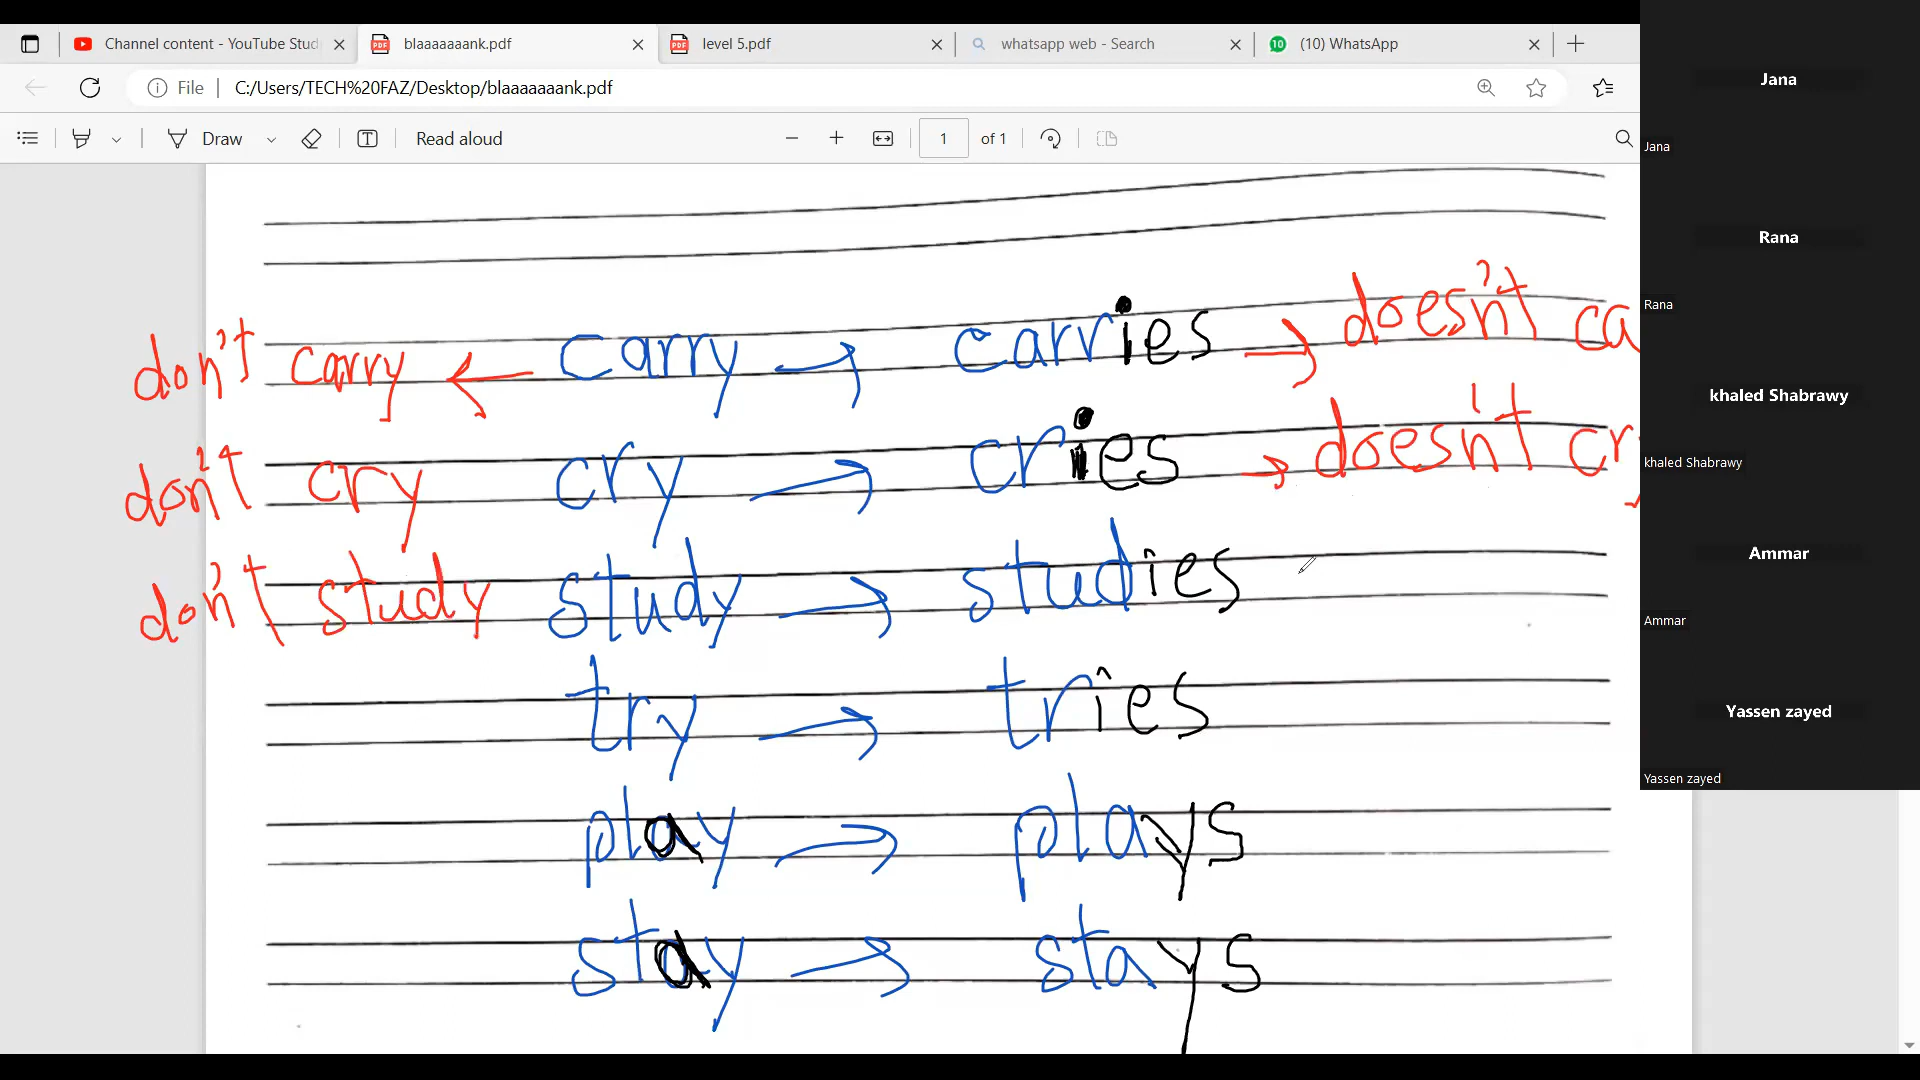 Channel content - YouTube Stud
blaaaaaaank.pdf
level 5.pdf
whatsapp web - Search
10 (10) WhatsApp
File C:/Users/TECH%20FAZ/Desktop/blaaaaaaank.pdf
Draw
Read aloud
1 of 1
don't carry carry carries doesn't ca
don't cry cry cries doesn't cry
don't study study studies
try tries
play plays
stay stays
Jana
Jana
Rana
Rana
khaled Shabrawy
khaled Shabrawy
Ammar
Ammar
Yassen zayed
Yassen zayed